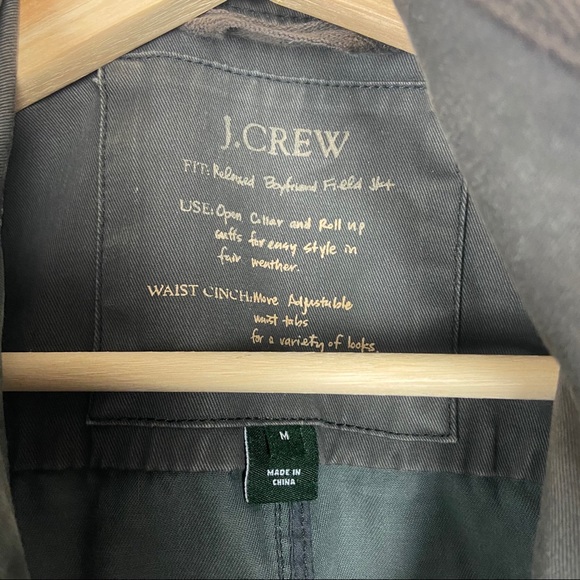 J.CREW
FIT: Relaxed Boyfriend Field Jkt
USE: Open Collar and Roll up
cuffs for easy style in
fair weather.
WAIST CINCH: Move Adjustable
waist tabs
for a variety of looks.
M
MADE IN
CHINA